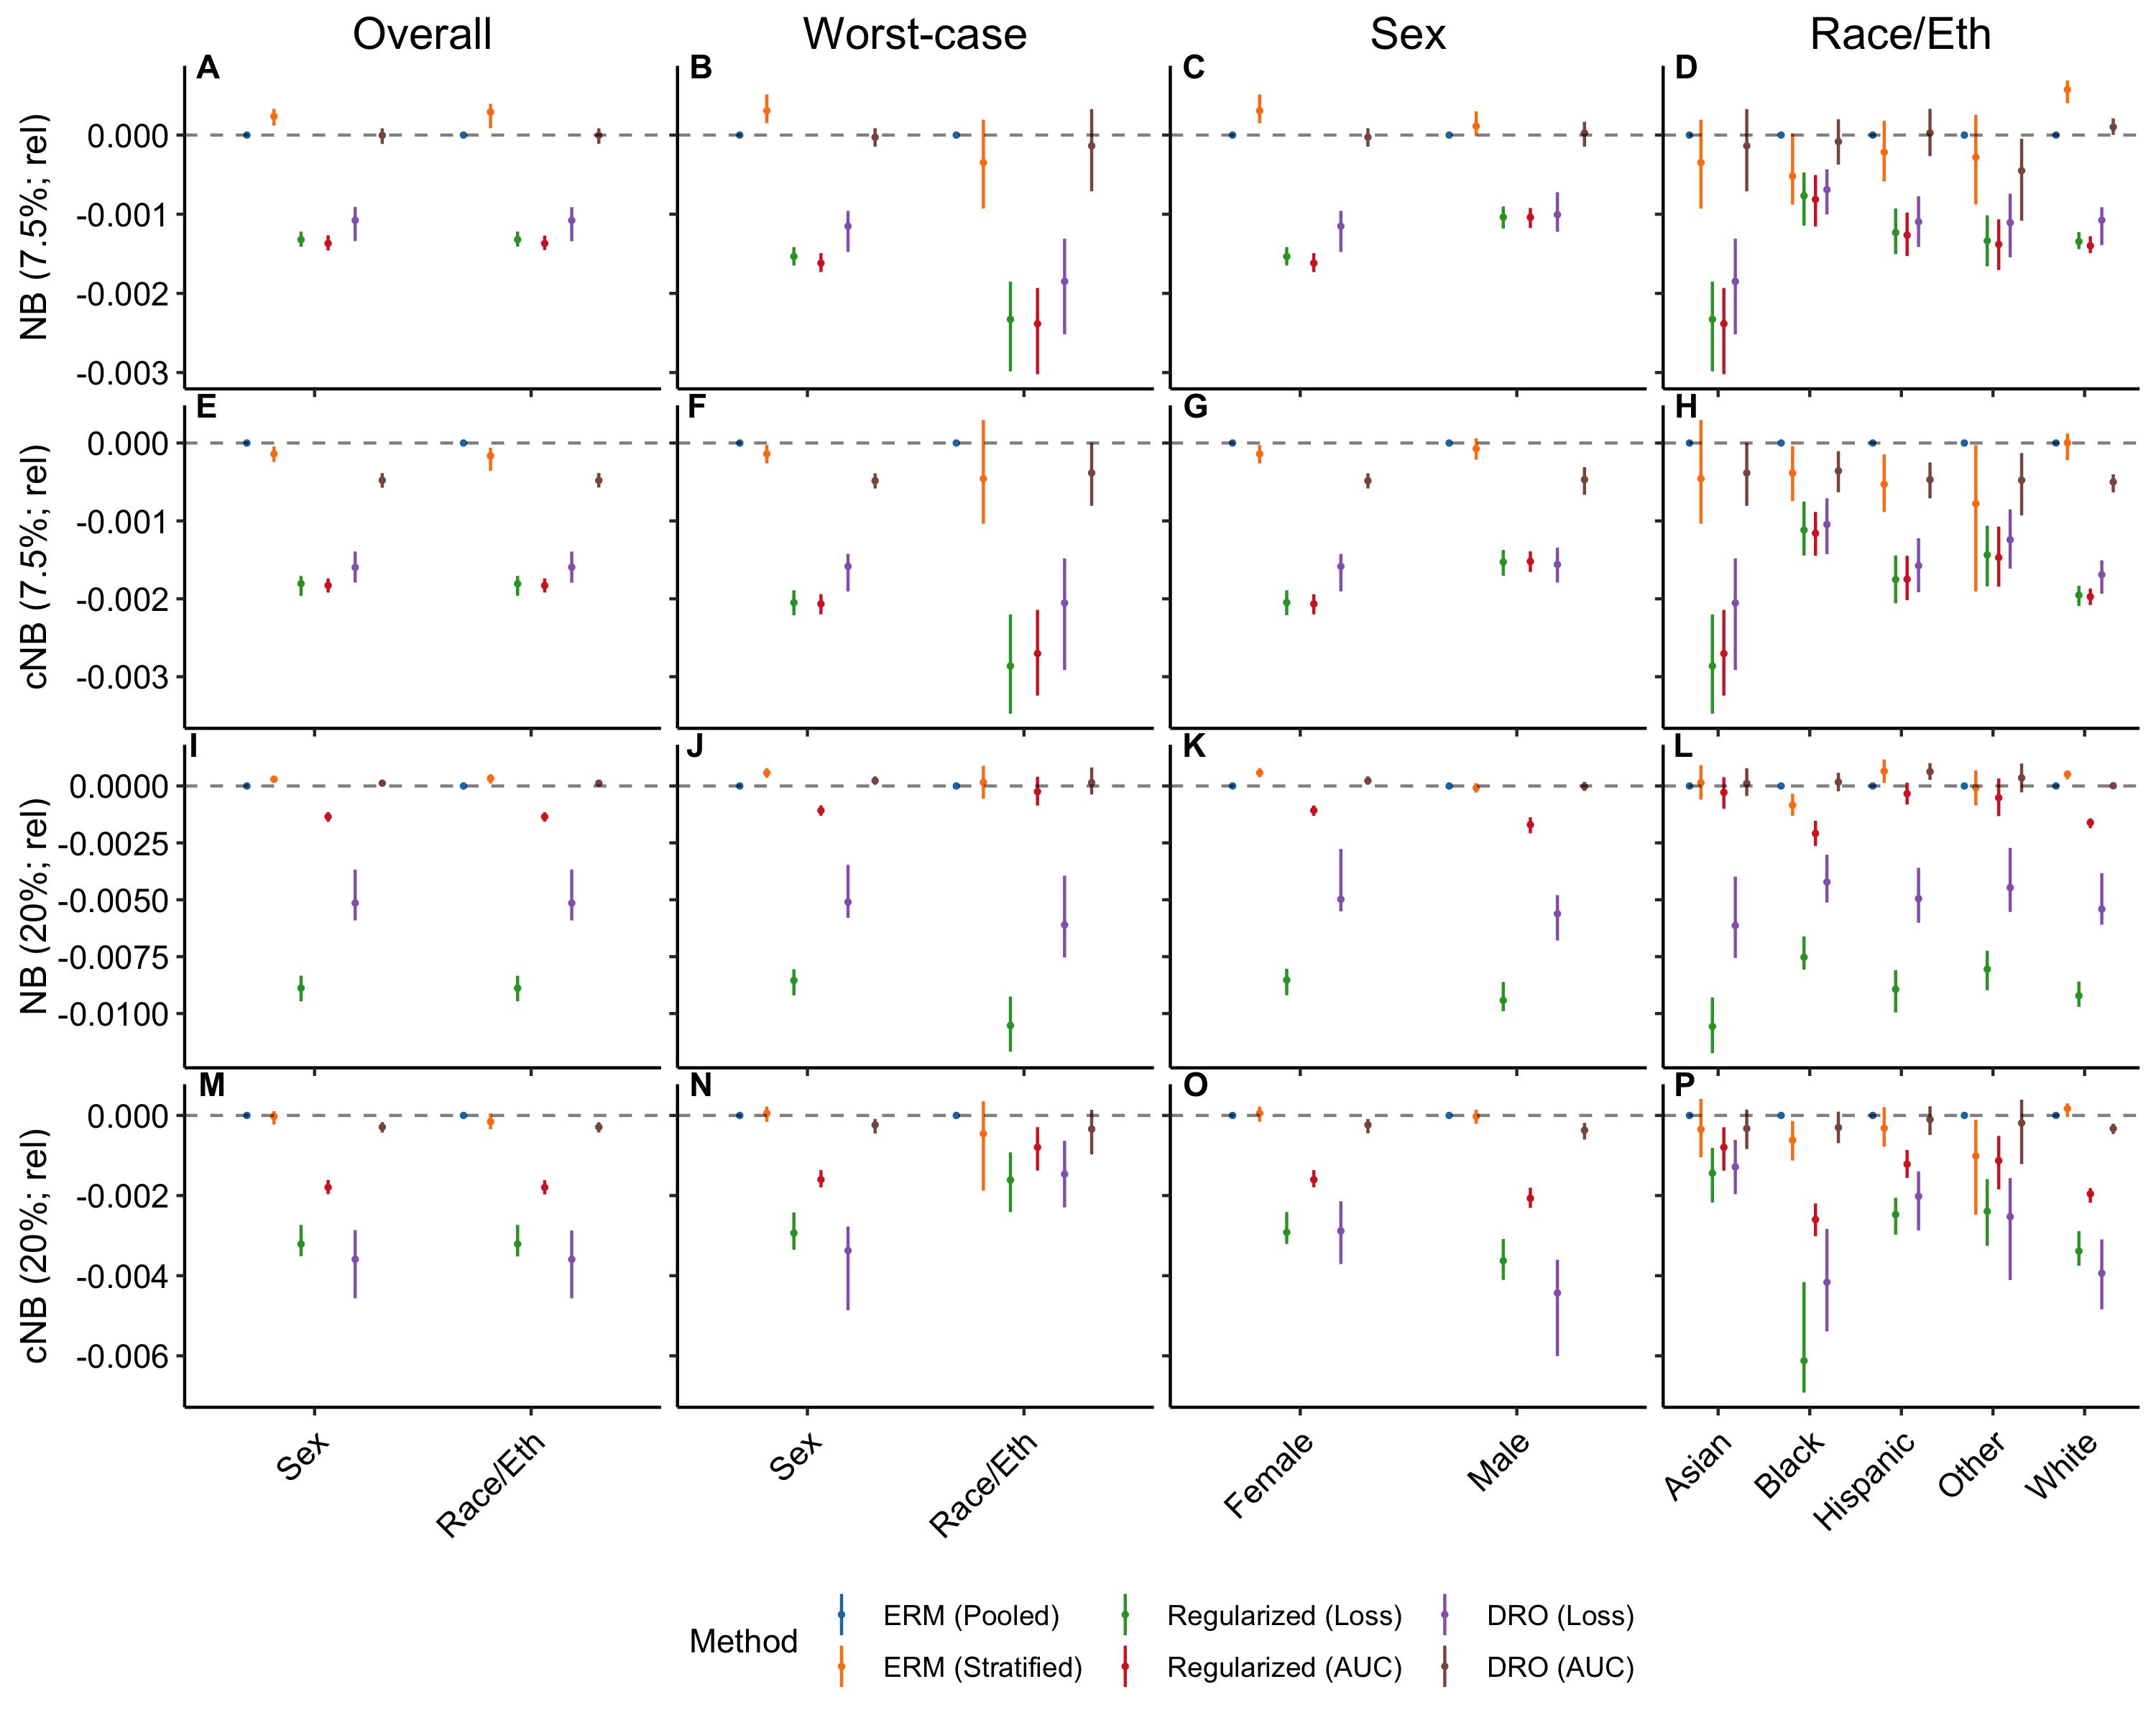 Overall Worst-case Sex Race/Eth
A B C D
NB (7.5%; rel)
0.000
-0.001
-0.002
-0.003
E F G H
cNB (7.5%; rel)
0.000
-0.001
-0.002
-0.003
I J K L
NB (20%; rel)
0.0000
-0.0025
-0.0050
-0.0075
-0.0100
M N O P
cNB (20%; rel)
0.000
-0.002
-0.004
-0.006
Sex Race/Eth Sex Race/Eth Female Male Asian Black Hispanic Other White
Method
ERM (Pooled) Regularized (Loss) DRO (Loss)
ERM (Stratified) Regularized (AUC) DRO (AUC)